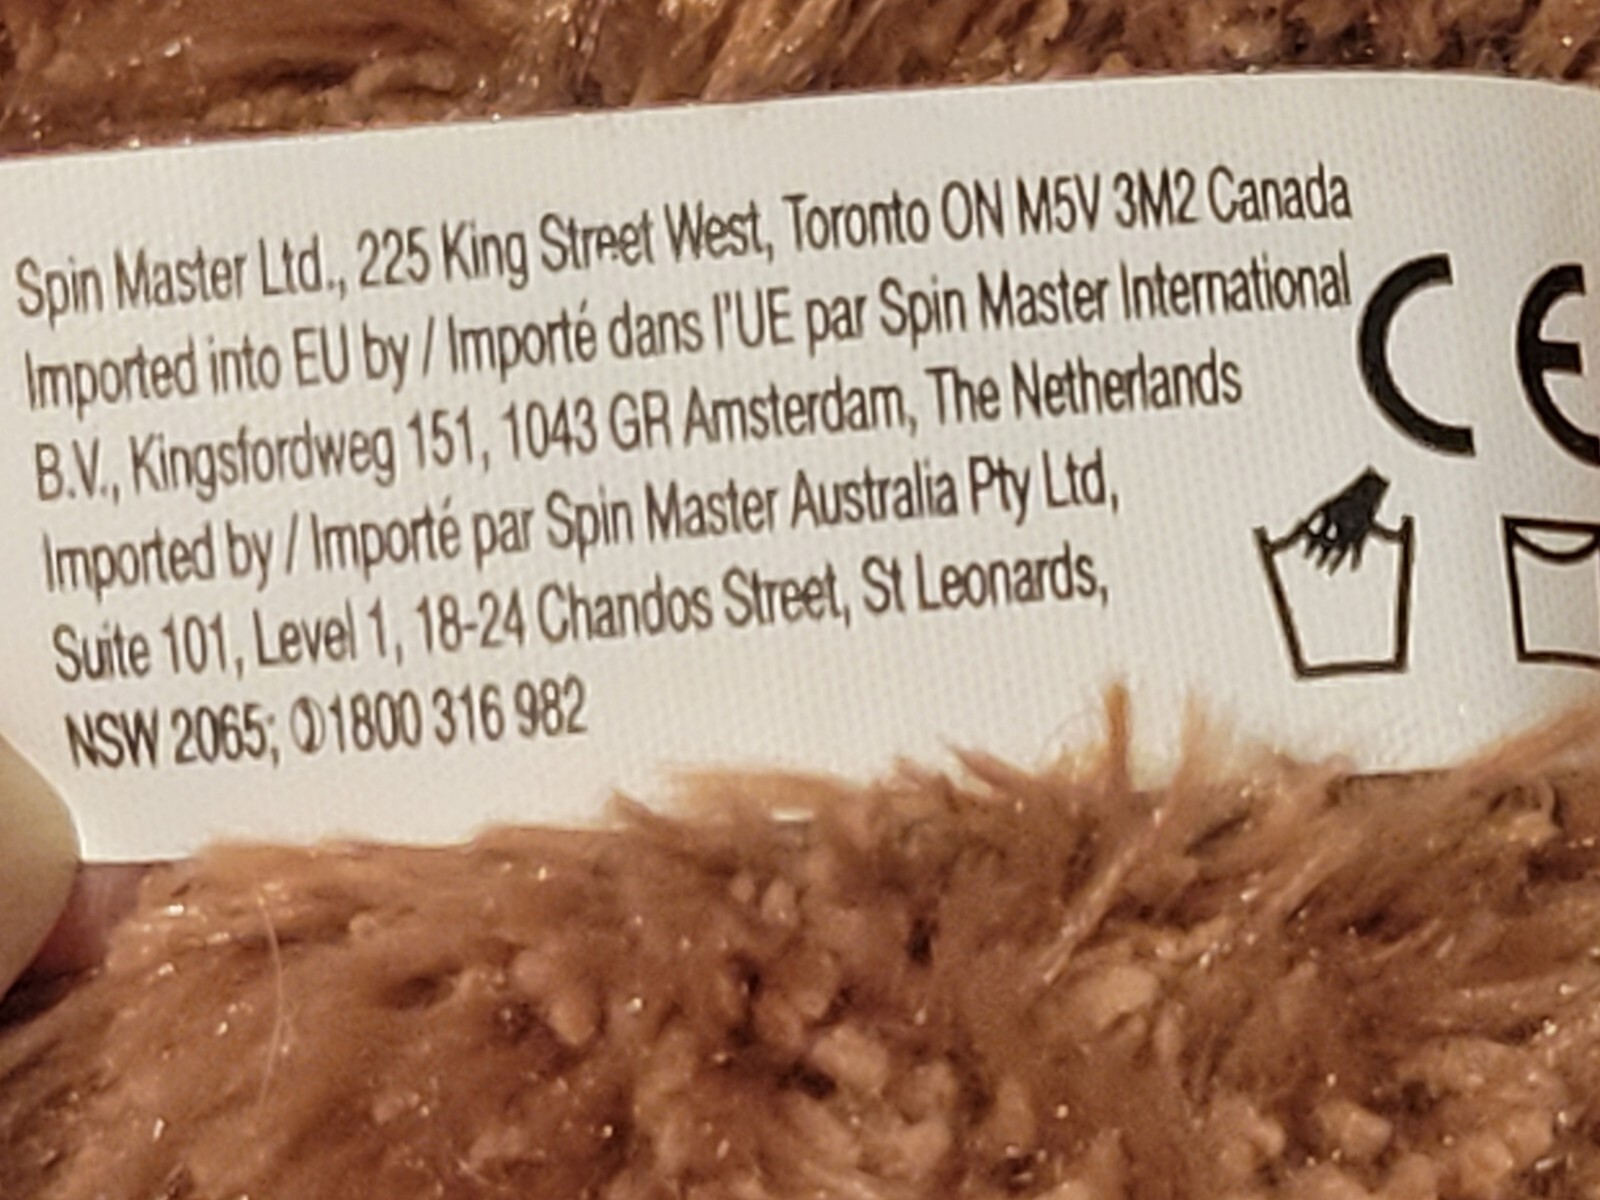 Spin Master Ltd., 225 King Street West, Toronto ON M5V 3M2 Canada
Imported into EU by / Importé dans l'UE par Spin Master International
B.V., Kingsfordweg 151, 1043 GR Amsterdam, The Netherlands
Imported by / Importé par Spin Master Australia Pty Ltd,
Suite 101, Level 1, 18-24 Chandos Street, St Leonards,
NSW 2065; ✆1800 316 982
CE